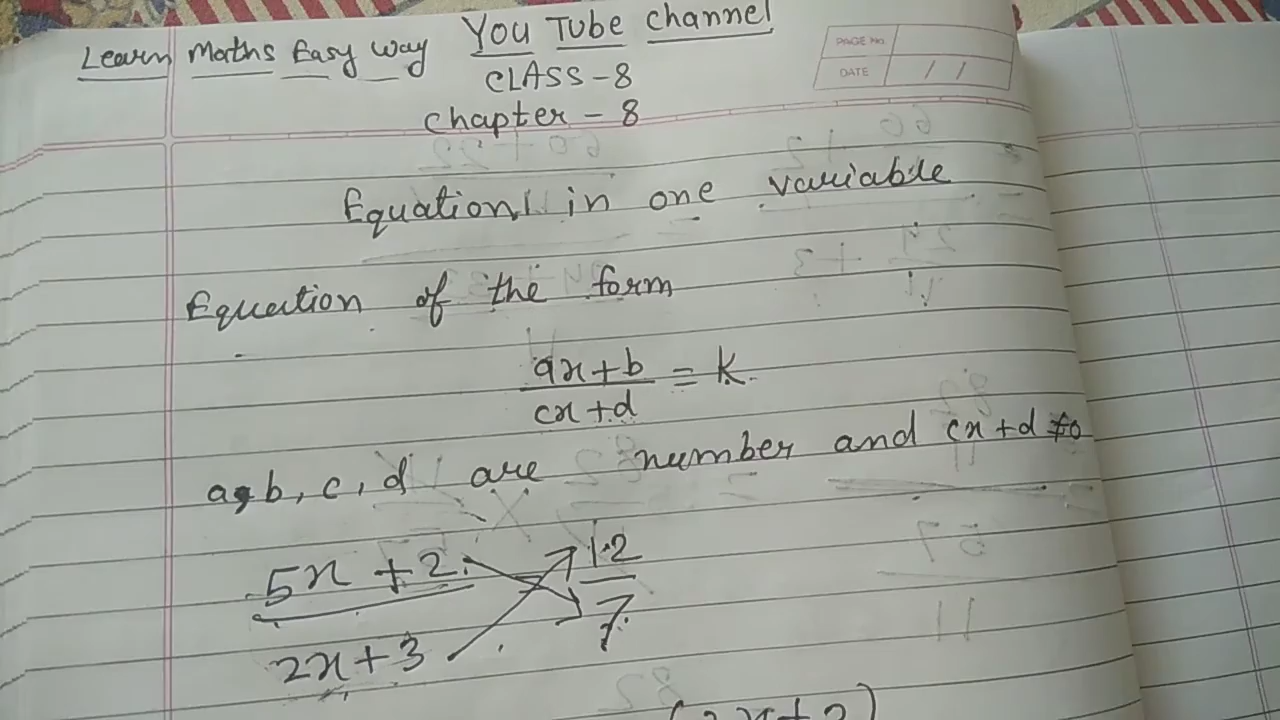 Learn Maths Easy Way You Tube Channel
PAGE No.
DATE / /
CLASS-8
Chapter - 8
Equation in one variable
Equation of the form
ax+b
cx+d
= k
a, b, c, d are number and cx+d ≠0
5x + 2 12
2x+3 7